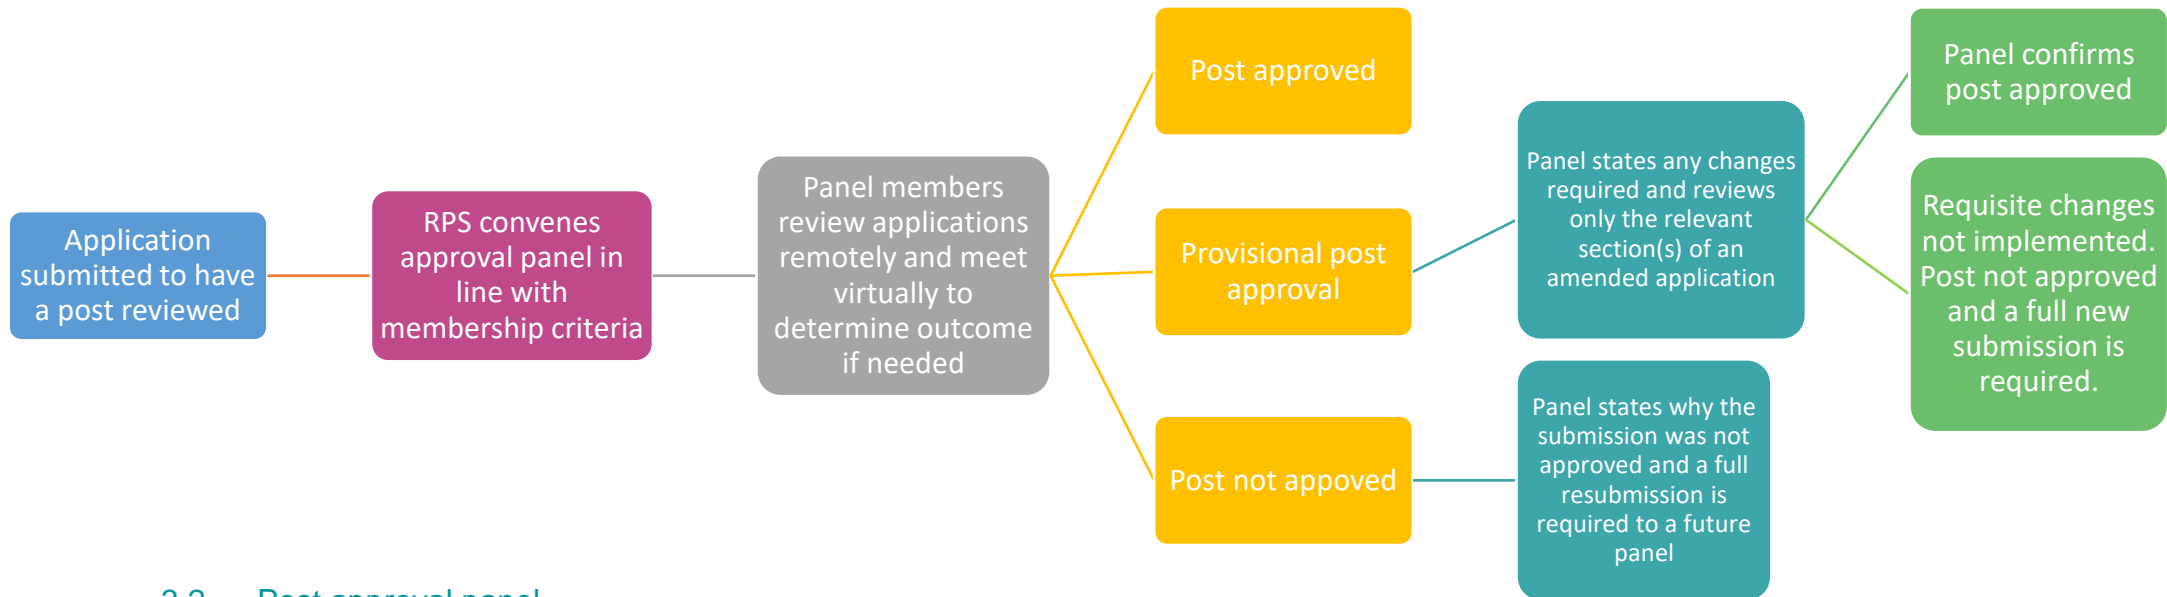 Application
submitted to have
a post reviewed
RPS convenes
approval panel in
line with
membership criteria
Panel members
review applications
remotely and meet
virtually to
determine outcome
if needed
Post approved
Provisional post
approval
Post not appoved
Panel states any changes
required and reviews
only the relevant
section(s) of an
amended application
Panel states why the
submission was not
approved and a full
resubmission is
required to a future
panel
Panel confirms
post approved
Requisite changes
not implemented.
Post not approved
and a full new
submission is
required.
Post approval panel